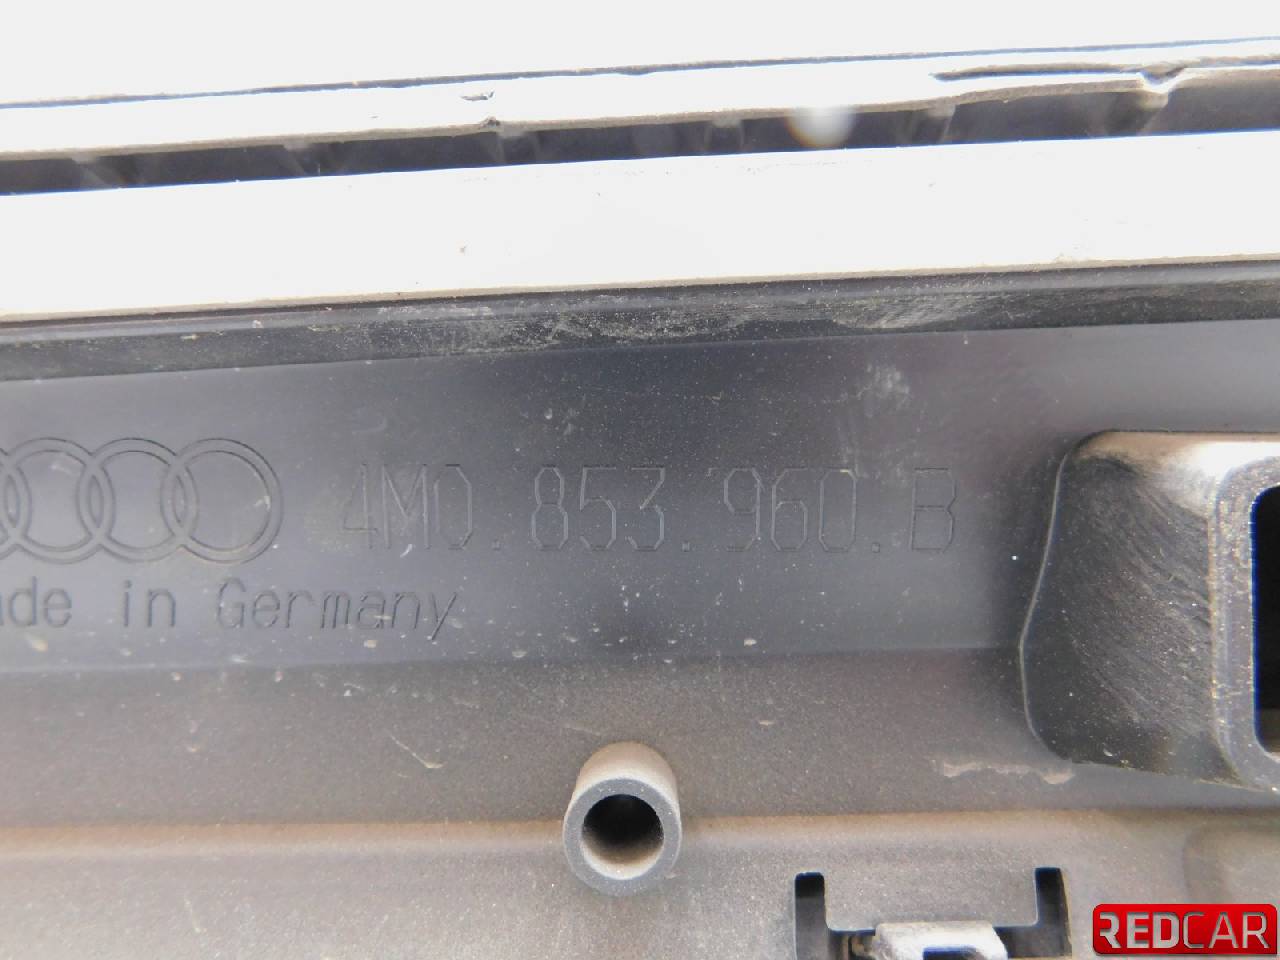 4M0.853.960.B
ade in Germany
REDCAR